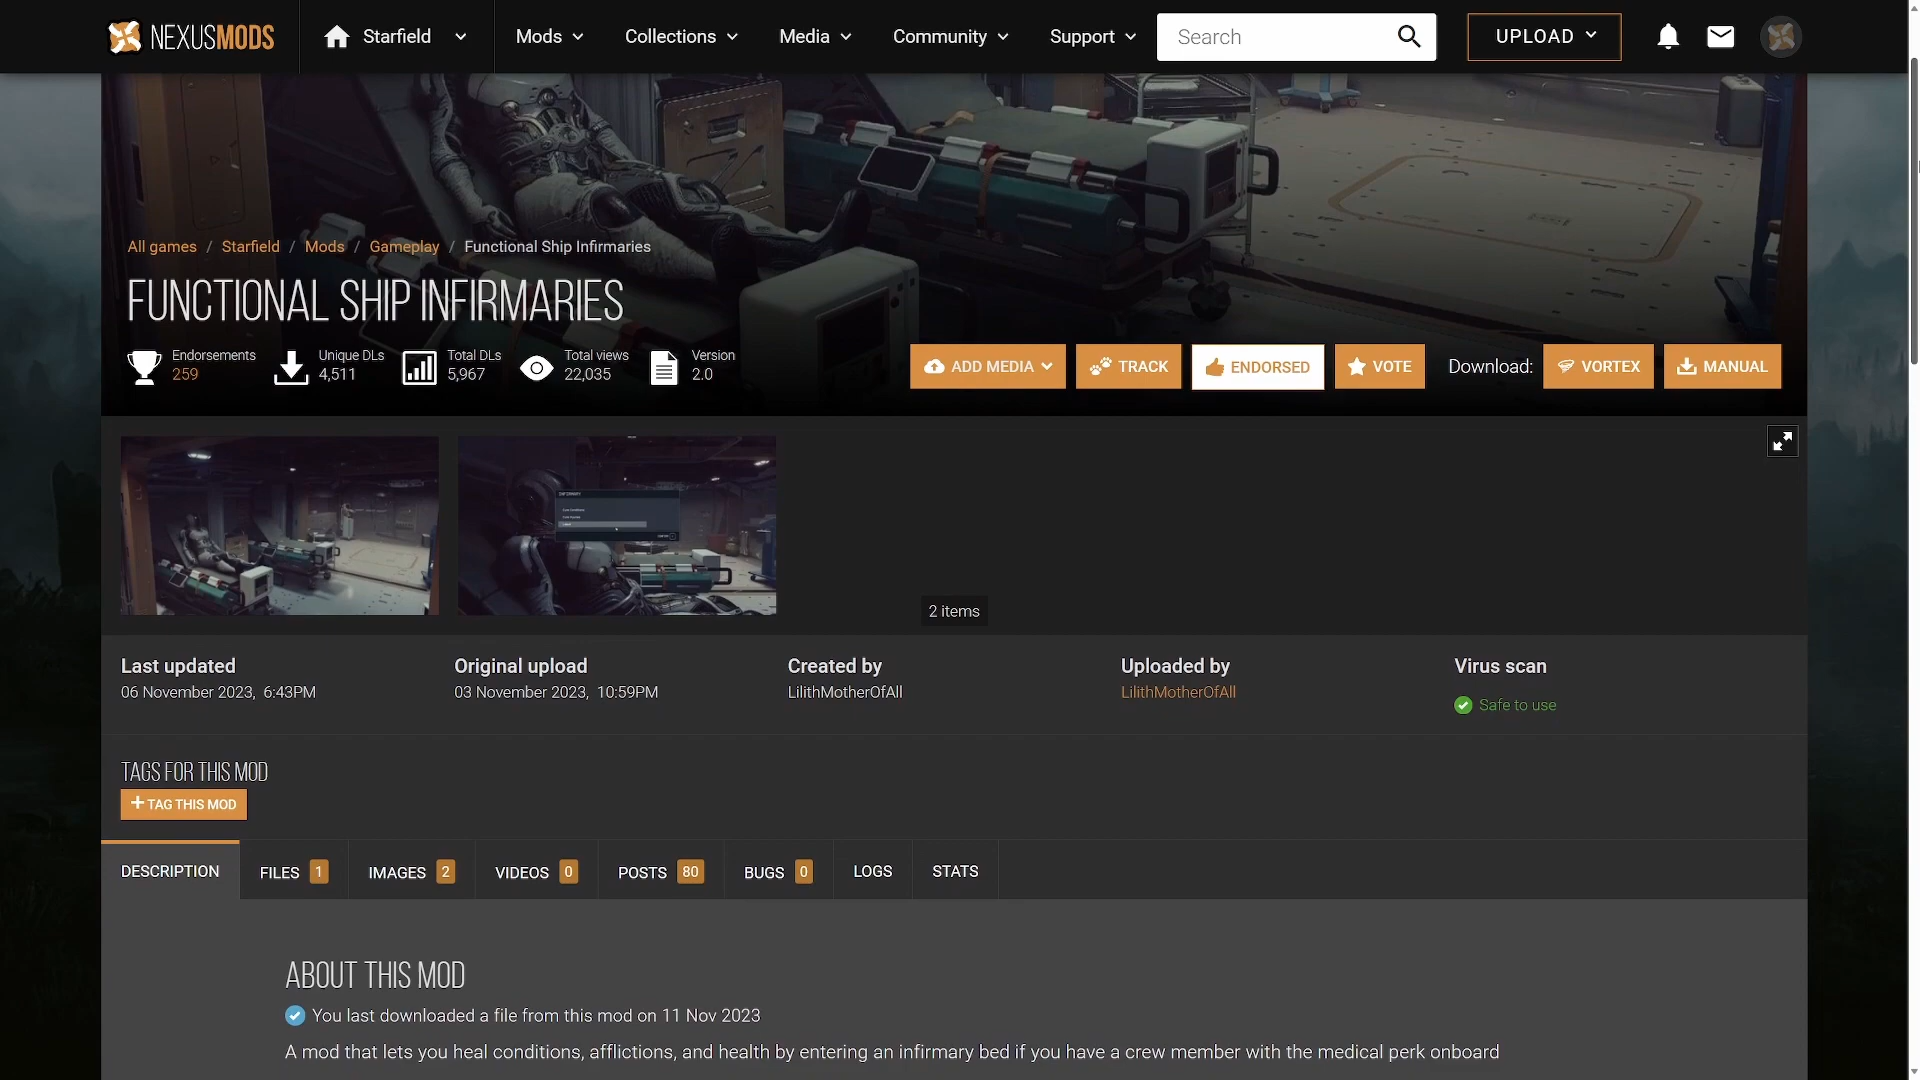 NEXUSMODS
Starfield
Mods
Collections
Media
Community
Support
Search
UPLOAD
All games / Starfield / Mods / Gameplay / Functional Ship Infirmaries
FUNCTIONAL SHIP INFIRMARIES
Endorsements
259
Unique DLs
4,511
Total DLs
5,967
Total views
22,035
Version
2.0
ADD MEDIA
TRACK
ENDORSED
VOTE
Download:
VORTEX
MANUAL
2 items
Last updated
06 November 2023, 6:43PM
Original upload
03 November 2023, 10:59PM
Created by
LilithMotherOfAll
Uploaded by
LilithMotherOfAll
Virus scan
Safe to use
TAGS FOR THIS MOD
+ TAG THIS MOD
DESCRIPTION
FILES 1
IMAGES 2
VIDEOS 0
POSTS 80
BUGS 0
LOGS
STATS
ABOUT THIS MOD
You last downloaded a file from this mod on 11 Nov 2023
A mod that lets you heal conditions, afflictions, and health by entering an infirmary bed if you have a crew member with the medical perk onboard